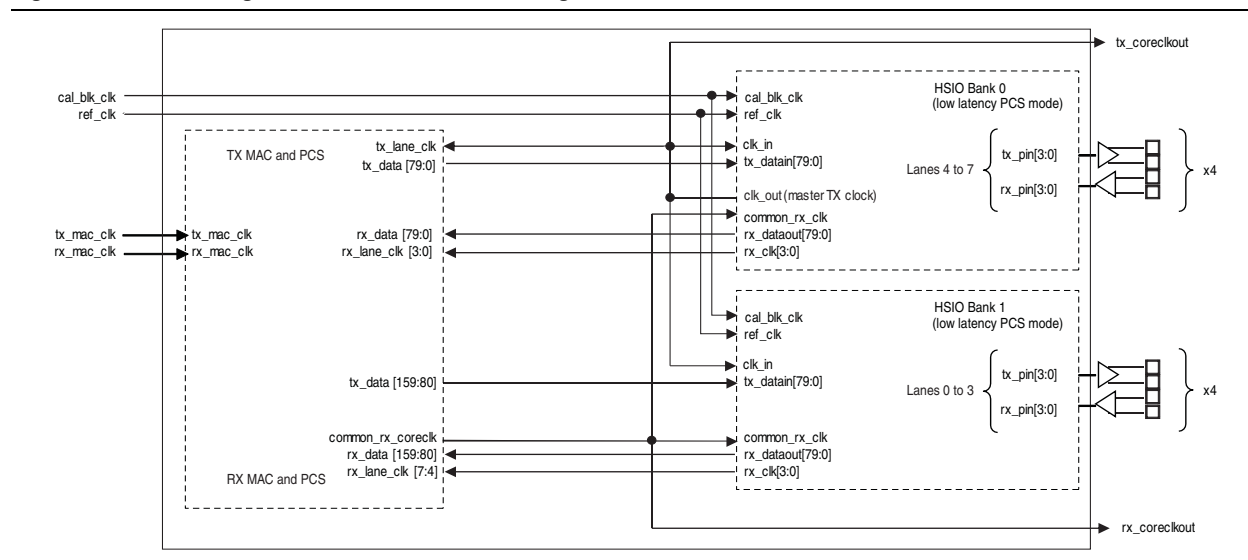 tx_coreclkout
cal_blk_clk
ref_clk
TX MAC and PCS
tx_lane_clk
tx_data [79:0]
tx_mac_clk
rx_mac_clk
tx_mac_clk
rx_mac_clk
rx_data [79:0]
rx_lane_clk [3:0]
tx_data [159:80]
common_rx_coreclk
rx_data [159:80]
rx_lane_clk [7:4]
RX MAC and PCS
HSIO Bank 0
(low latency PCS mode)
cal_blk_clk
ref_clk
clk_in
tx_datain[79:0]
clk_out (master TX clock)
common_rx_clk
rx_dataout[79:0]
rx_clk[3:0]
Lanes 4 to 7
tx_pin[3:0]
rx_pin[3:0]
x4
HSIO Bank 1
(low latency PCS mode)
cal_blk_clk
ref_clk
clk_in
tx_datain[79:0]
Lanes 0 to 3
tx_pin[3:0]
rx_pin[3:0]
x4
common_rx_clk
rx_dataout[79:0]
rx_clk[3:0]
rx_coreclkout